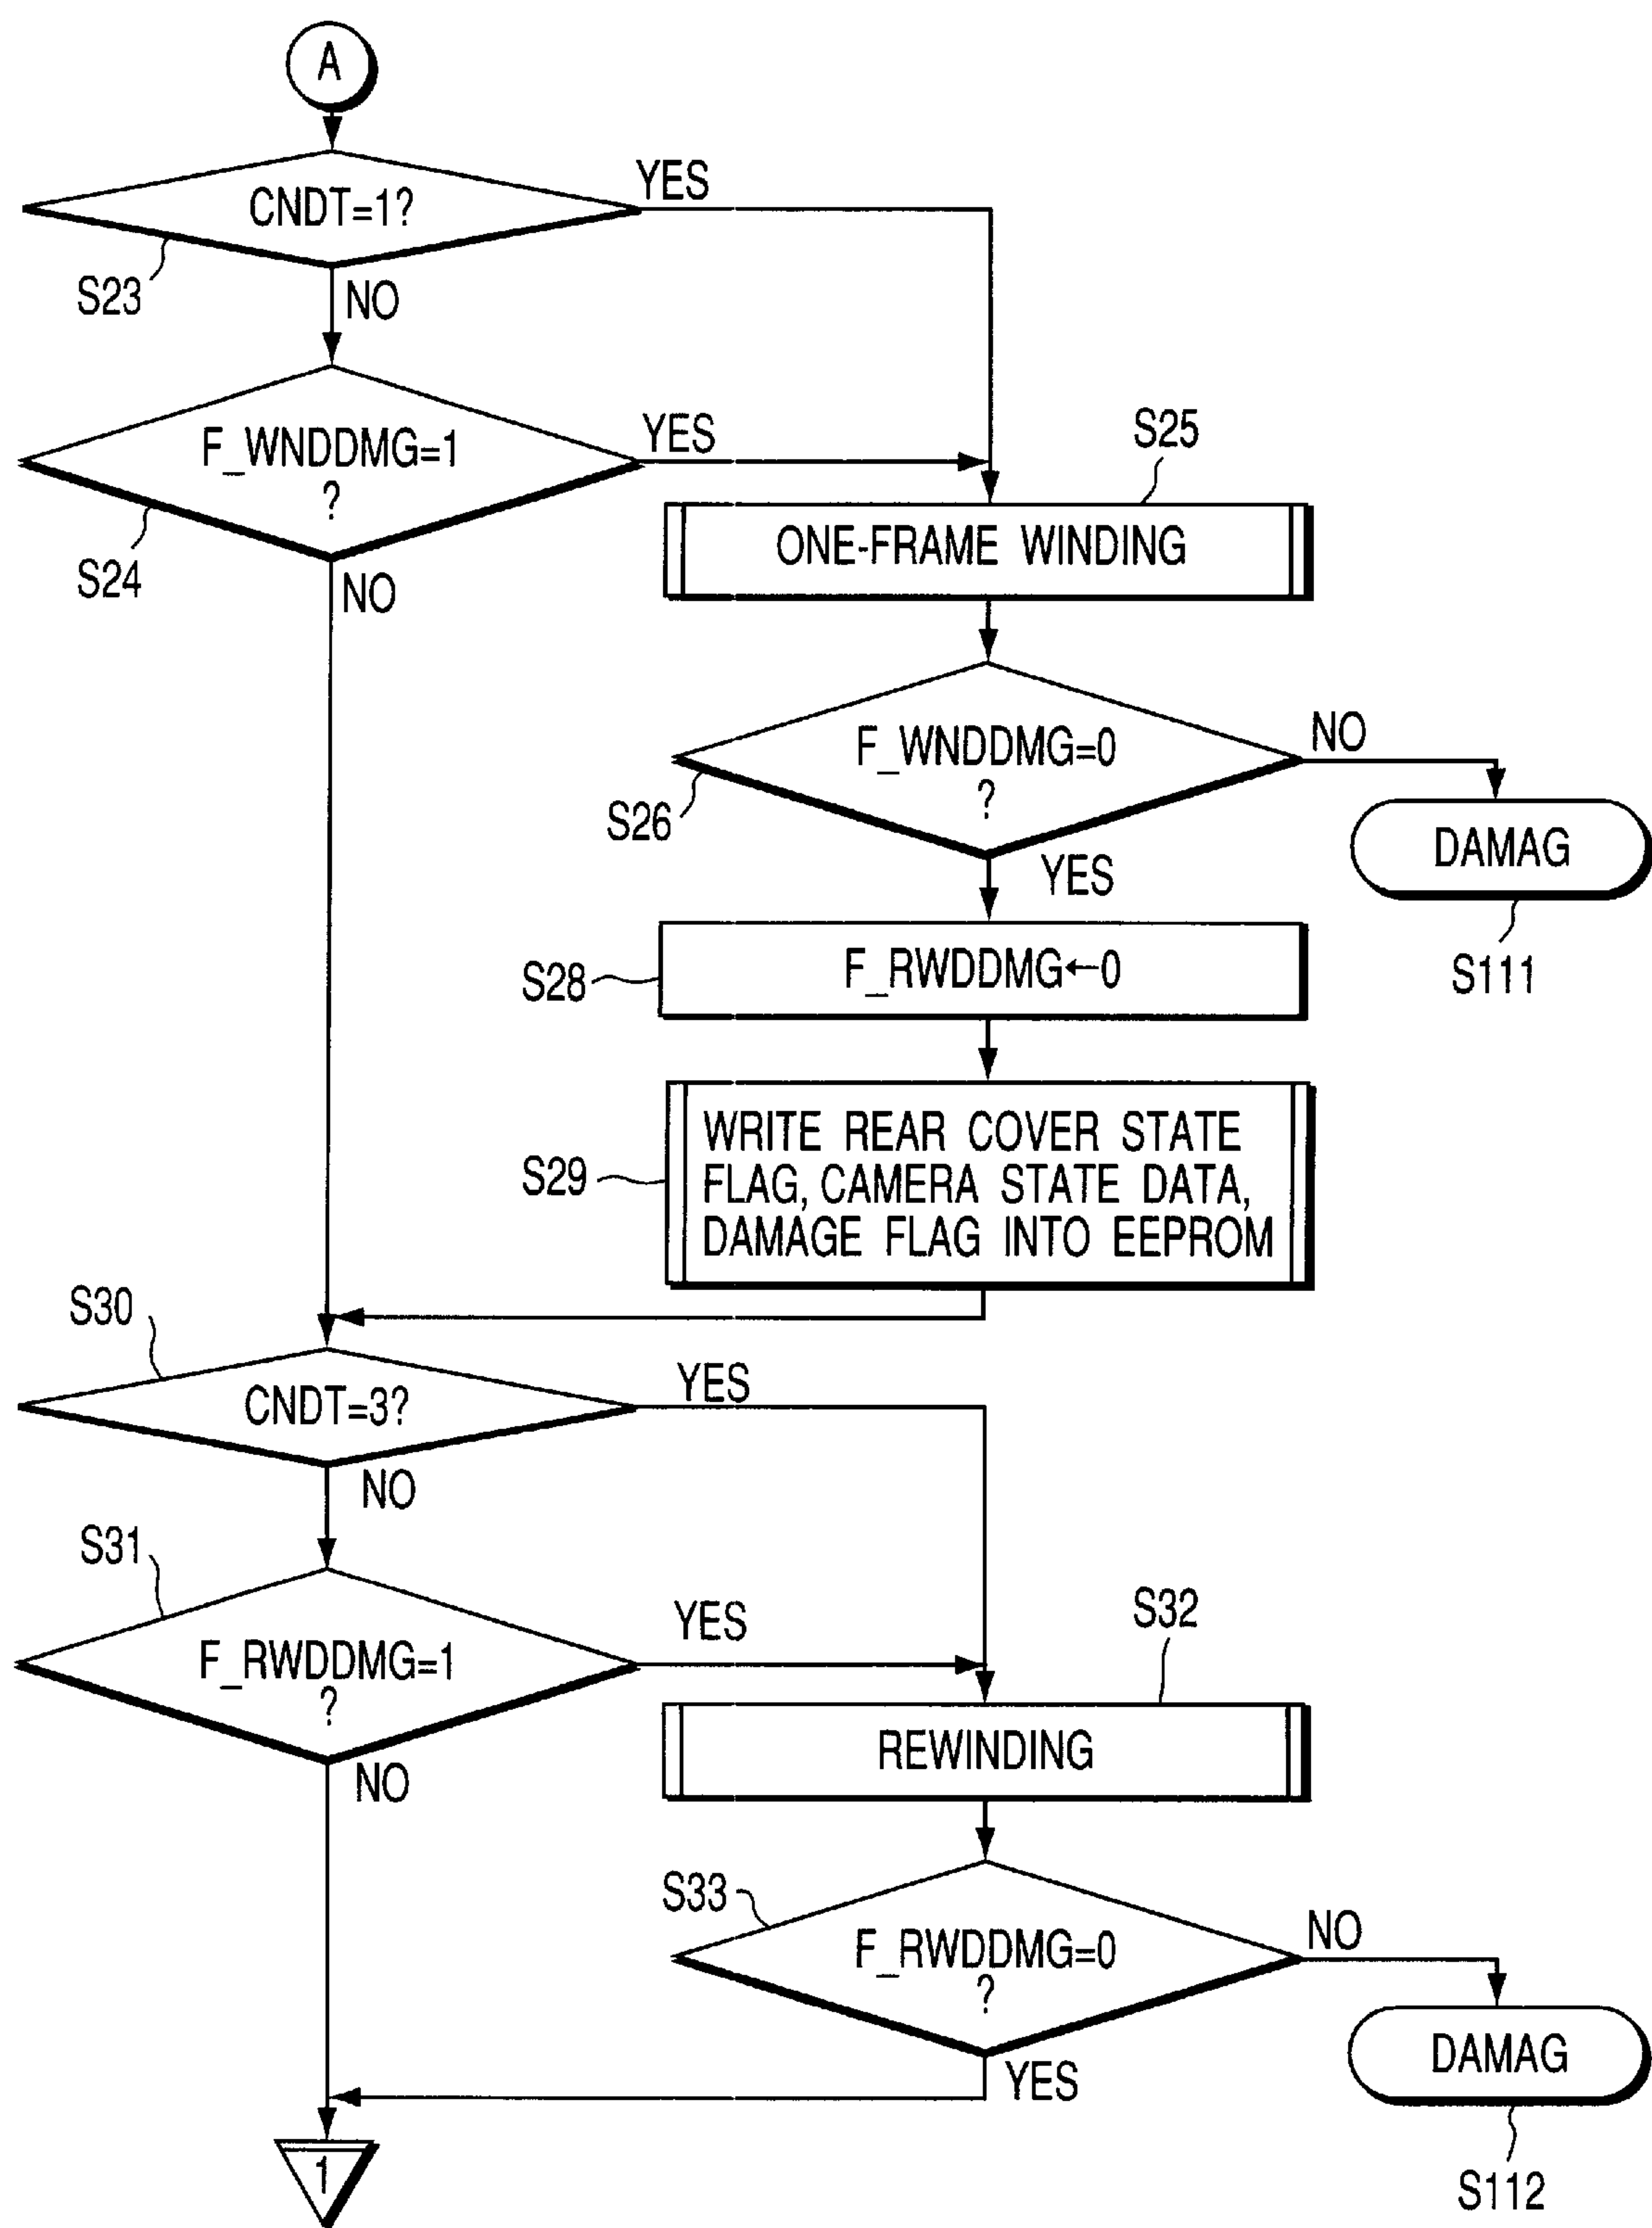 A
CNDT=1?
YES
S23
NO
F_WNDDMG=1
?
YES
S24
NO
S25
ONE-FRAME WINDING
F_WNDDMG=0
?
NO
S26
YES
DAMAG
S111
S28
F_RWDDMG←0
S29
WRITE REAR COVER STATE
FLAG, CAMERA STATE DATA,
DAMAGE FLAG INTO EEPROM
S30
CNDT=3?
YES
NO
S31
F_RWDDMG=1
?
YES
NO
S32
REWINDING
S33
F_RWDDMG=0
?
NO
YES
DAMAG
S112
1